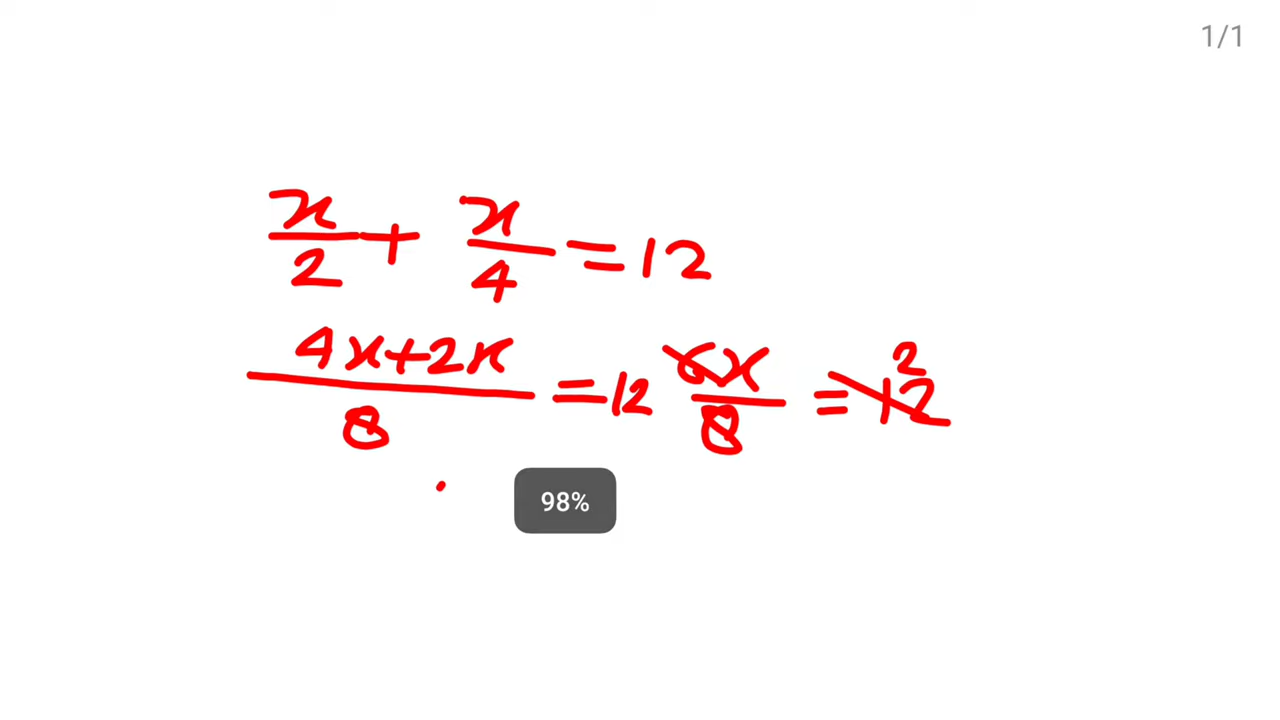 1/1
x/2 + x/4 = 12
4x+2x/8 = 12 6x/8 = 12 2
98%